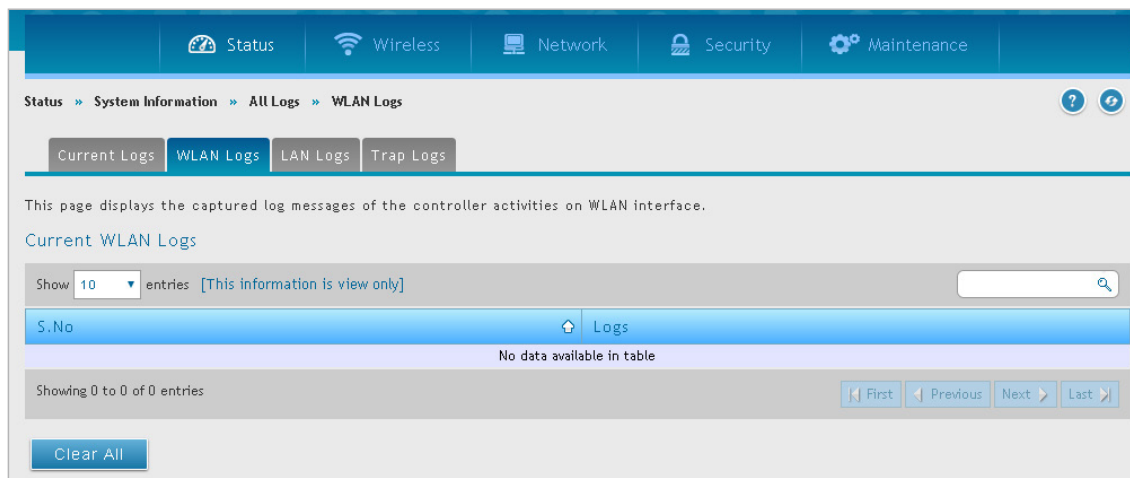 Status Wireless Network Security Maintenance
Status » System Information » All Logs » WLAN Logs ?
Current Logs WLAN Logs LAN Logs Trap Logs
This page displays the captured log messages of the controller activities on WLAN interface.
Current WLAN Logs
Show 10 entries [This information is view only]
S.No Logs
No data available in table
Showing 0 to 0 of 0 entries First Previous Next Last
Clear All